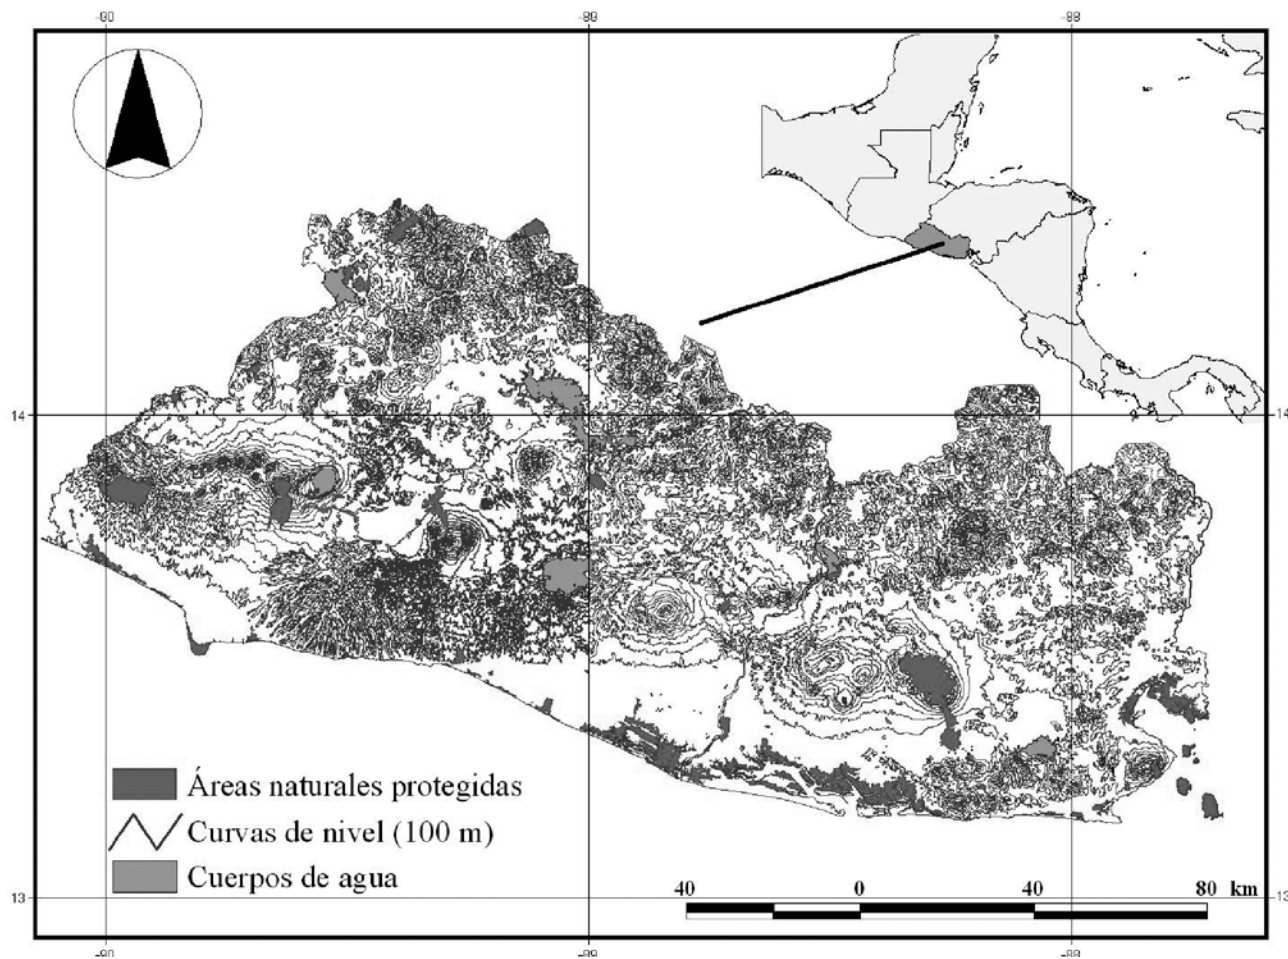 -90 -89 -88
14 14
Áreas naturales protegidas
Curvas de nivel (100 m)
Cuerpos de agua
40 0 40 80 km
13 13
-90 -89 -88